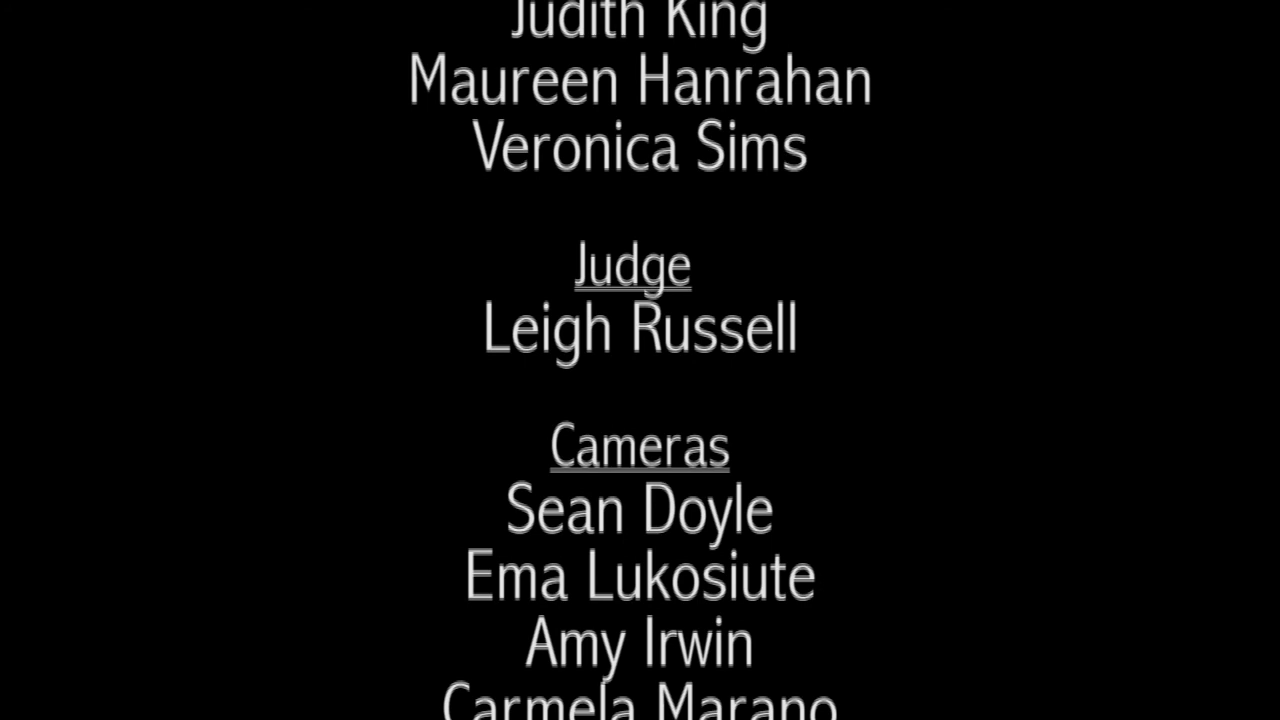 Judith King
Maureen Hanrahan
Veronica Sims
Judge
Leigh Russell
Cameras
Sean Doyle
Ema Lukosiute
Amy Irwin
Carmela Marano